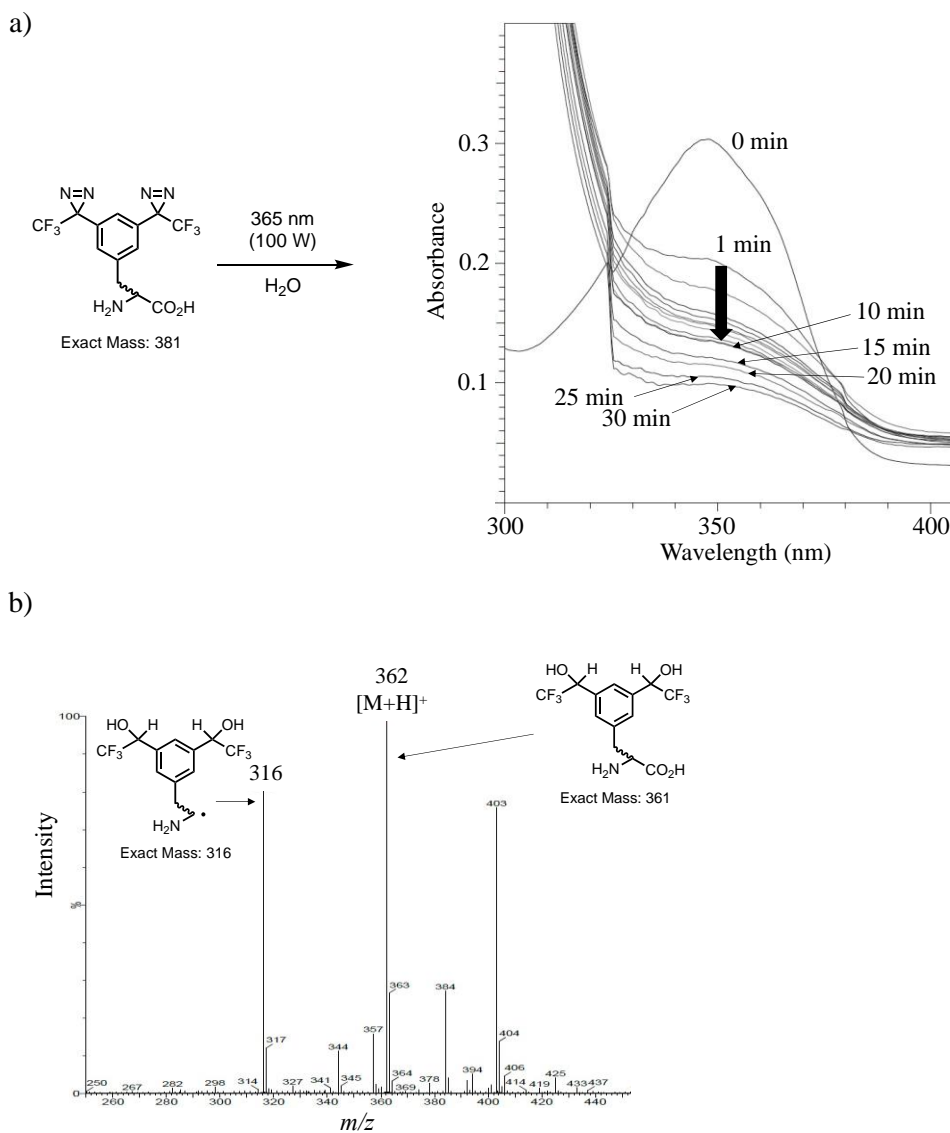 a)
N=N N=N
CF3 CF3
H2N CO2H
Exact Mass: 381
365 nm
(100 W)
H2O
Absorbance
0.3
0.2
0.1
0 min
1 min
10 min
15 min
20 min
25 min
30 min
300 350 400
Wavelength (nm)
b)
362
[M+H]+
HO H H OH
CF3 CF3
H2N CO2H
Exact Mass: 361
HO H H OH
CF3 CF3
H2N
Exact Mass: 316
316
100
0
Intensity
403
363
384
357
317
344
404
250 267 282 298 314 327 341 345 364 369 378 394 406 414 419 425 433 437
260 280 300 320 340 360 380 400 420 440
m/z